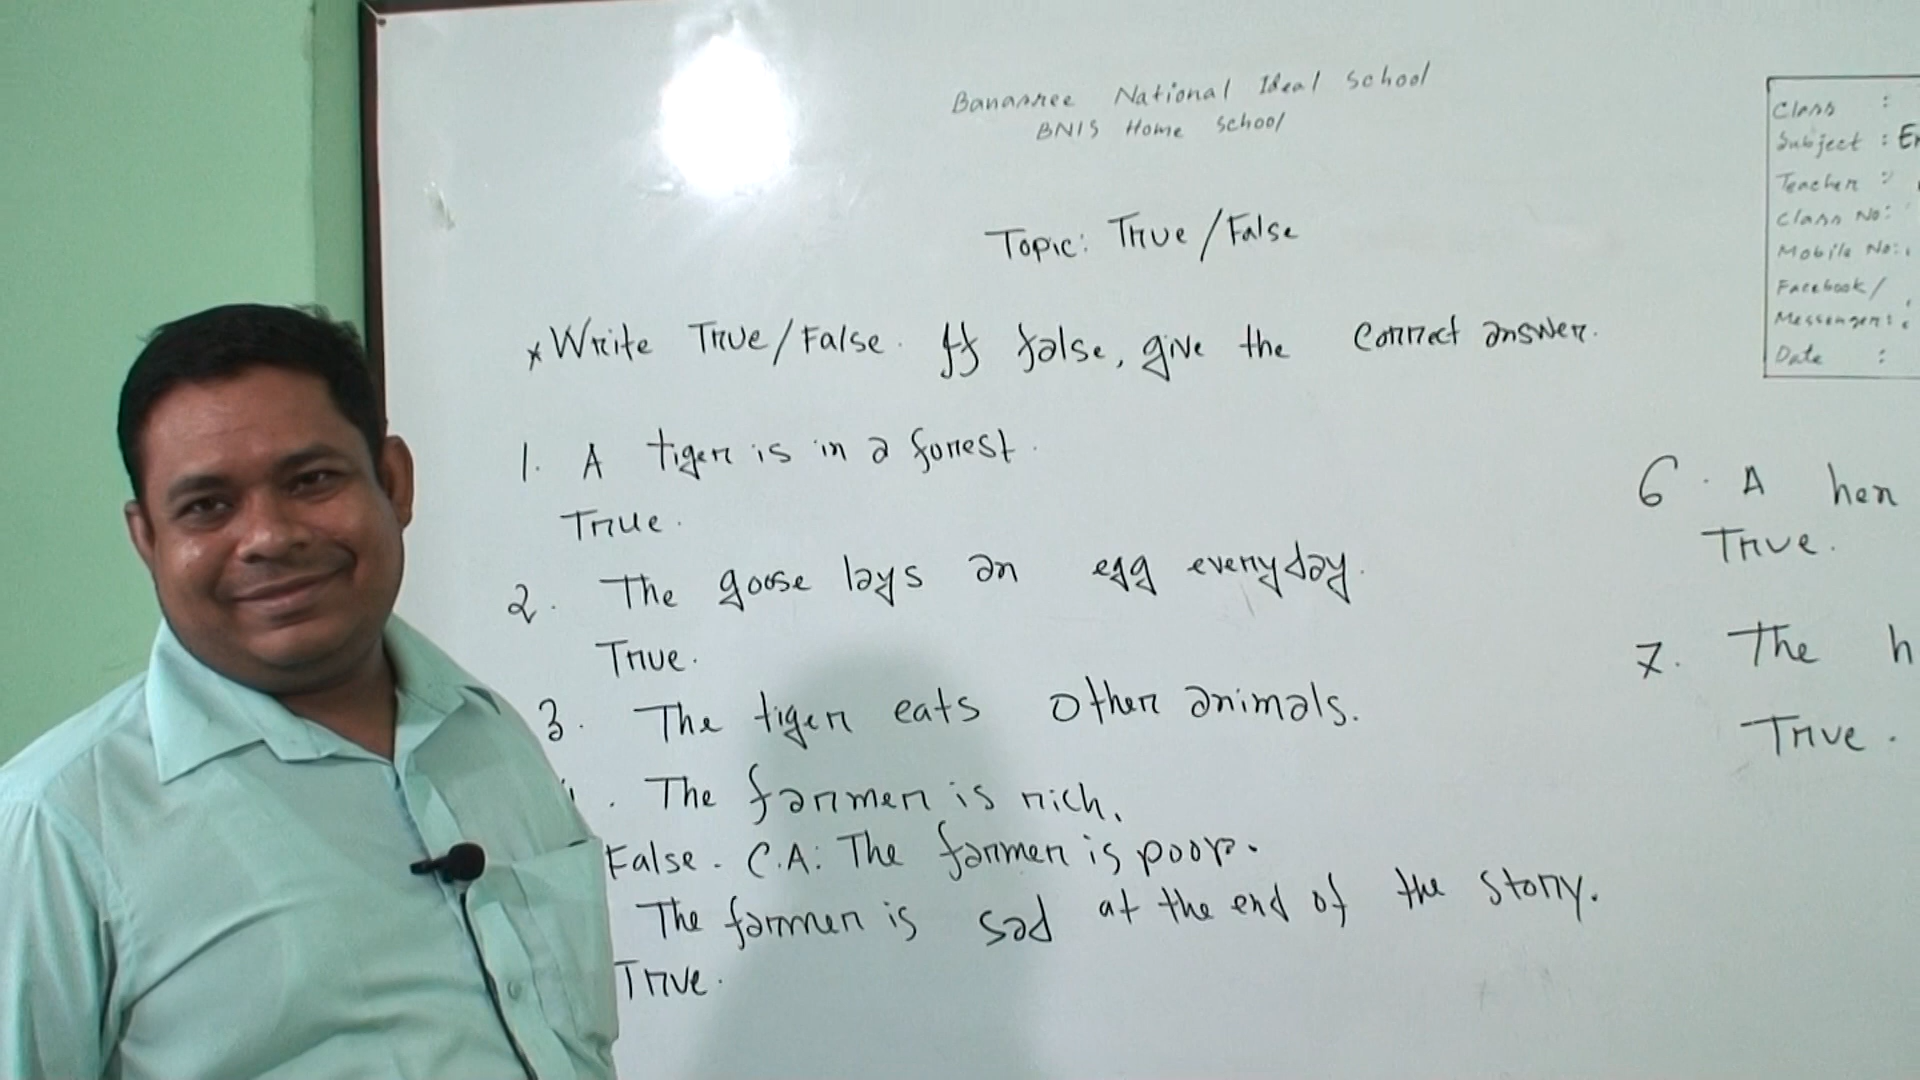 Banasree National Ideal School
BNIS Home School
Topic: True/False
*Write True/False. If false, give the correct answer.
1. A tiger is in a forest.
True.
2. The goose lays an egg everyday.
True.
3. The tiger eats other animals.
. The farmer is rich.
False. C.A: The farmer is poor.
The farmer is sad at the end of the story.
True.
6. A hen
True.
7. The h
True.
Class :
Subject : En
Teacher :
Class No:
Mobile No:
Facebook/
Messenger:
Date :